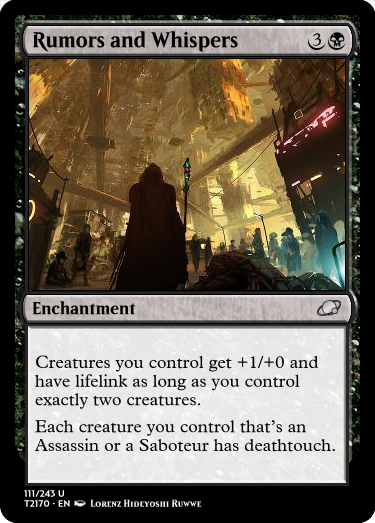 Rumors and Whispers 3
Enchantment
Creatures you control get +1/+0 and
have lifelink as long as you control
exactly two creatures.
Each creature you control that's an
Assassin or a Saboteur has deathtouch.
111/243 U
T2170 · EN Lorenz Hideyoshi Ruwwe